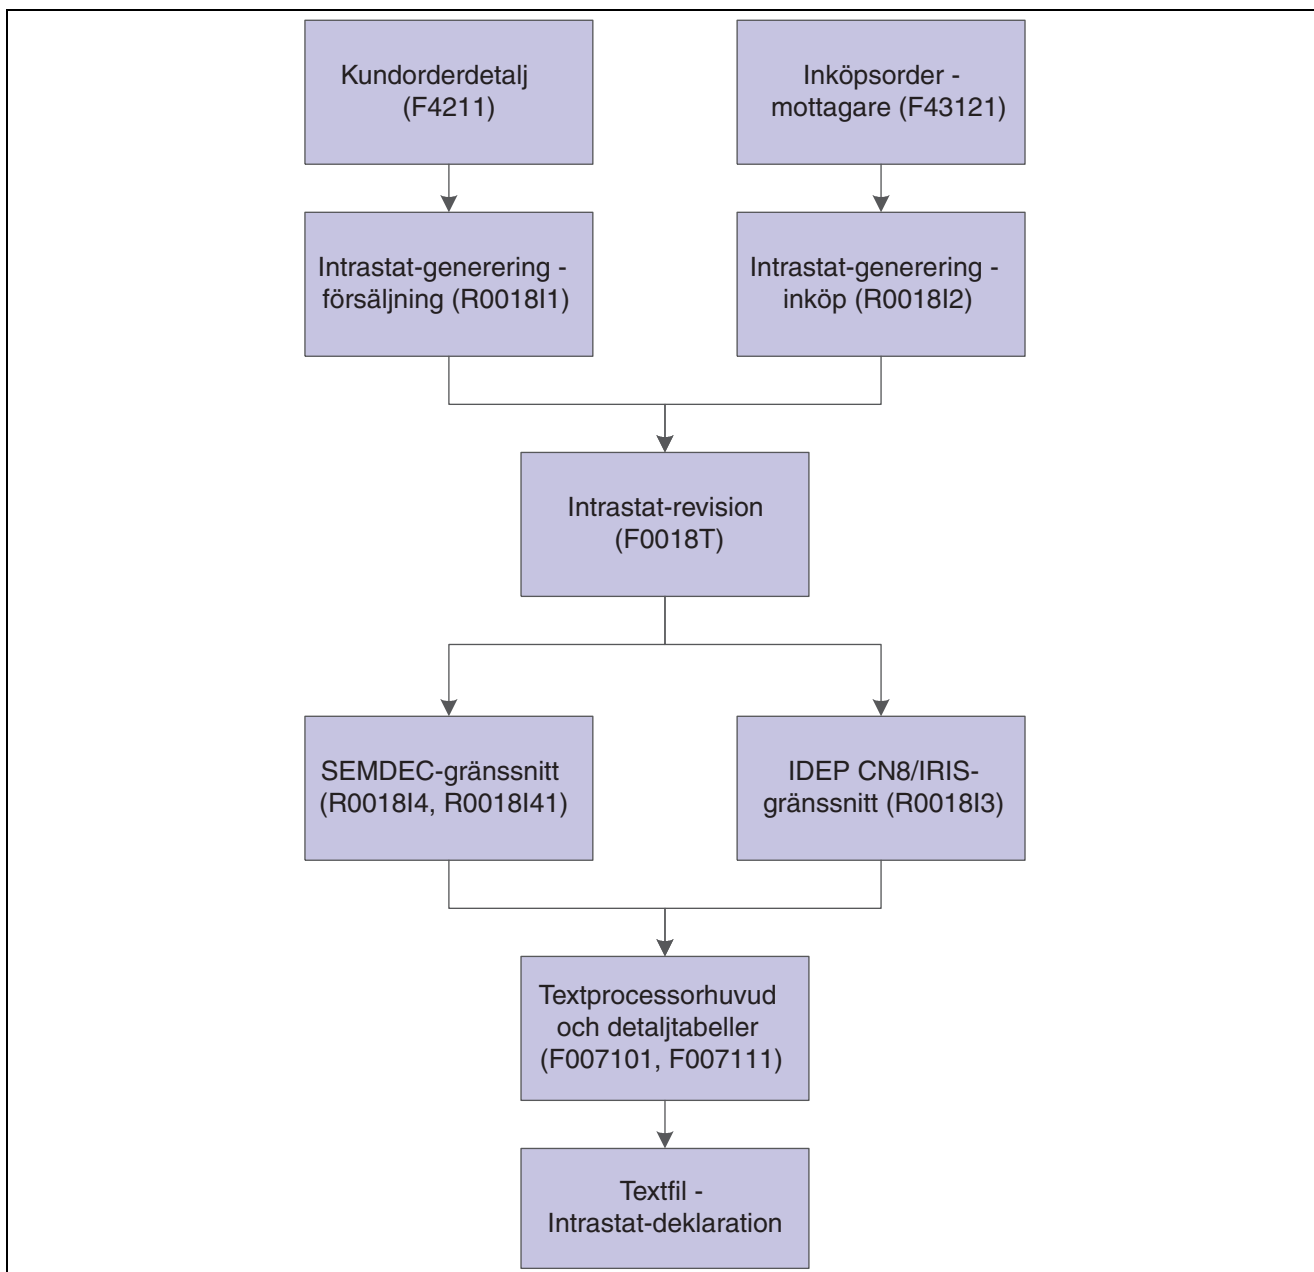 Kundorderdetalj
(F4211)
Inköpsorder -
mottagare (F43121)
Intrastat-generering -
försäljning (R0018I1)
Intrastat-generering -
inköp (R0018I2)
Intrastat-revision
(F0018T)
SEMDEC-gränssnitt
(R0018I4, R0018I41)
IDEP CN8/IRIS-
gränssnitt (R0018I3)
Textprocessorhuvud
och detaljtabeller
(F007101, F007111)
Textfil -
Intrastat-deklaration